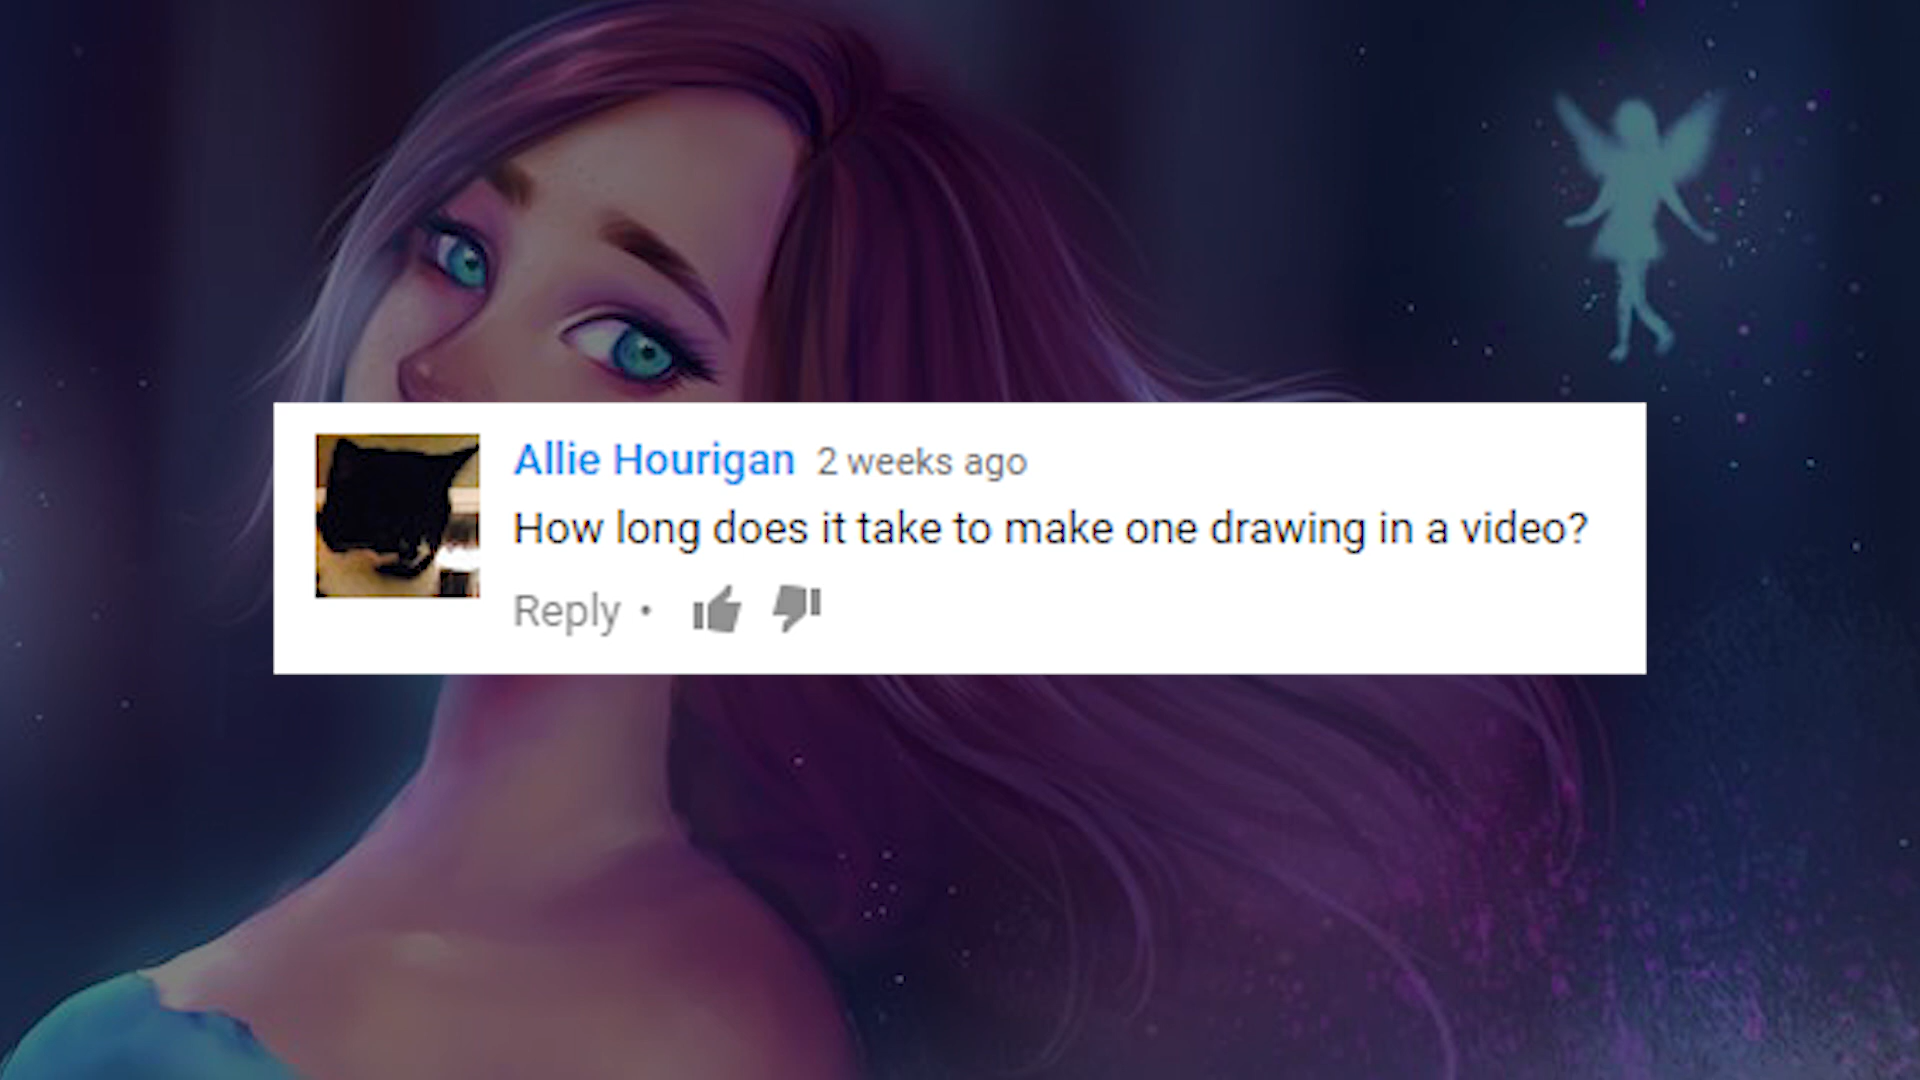 Allie Hourigan 2 weeks ago
How long does it take to make one drawing in a video?
Reply •